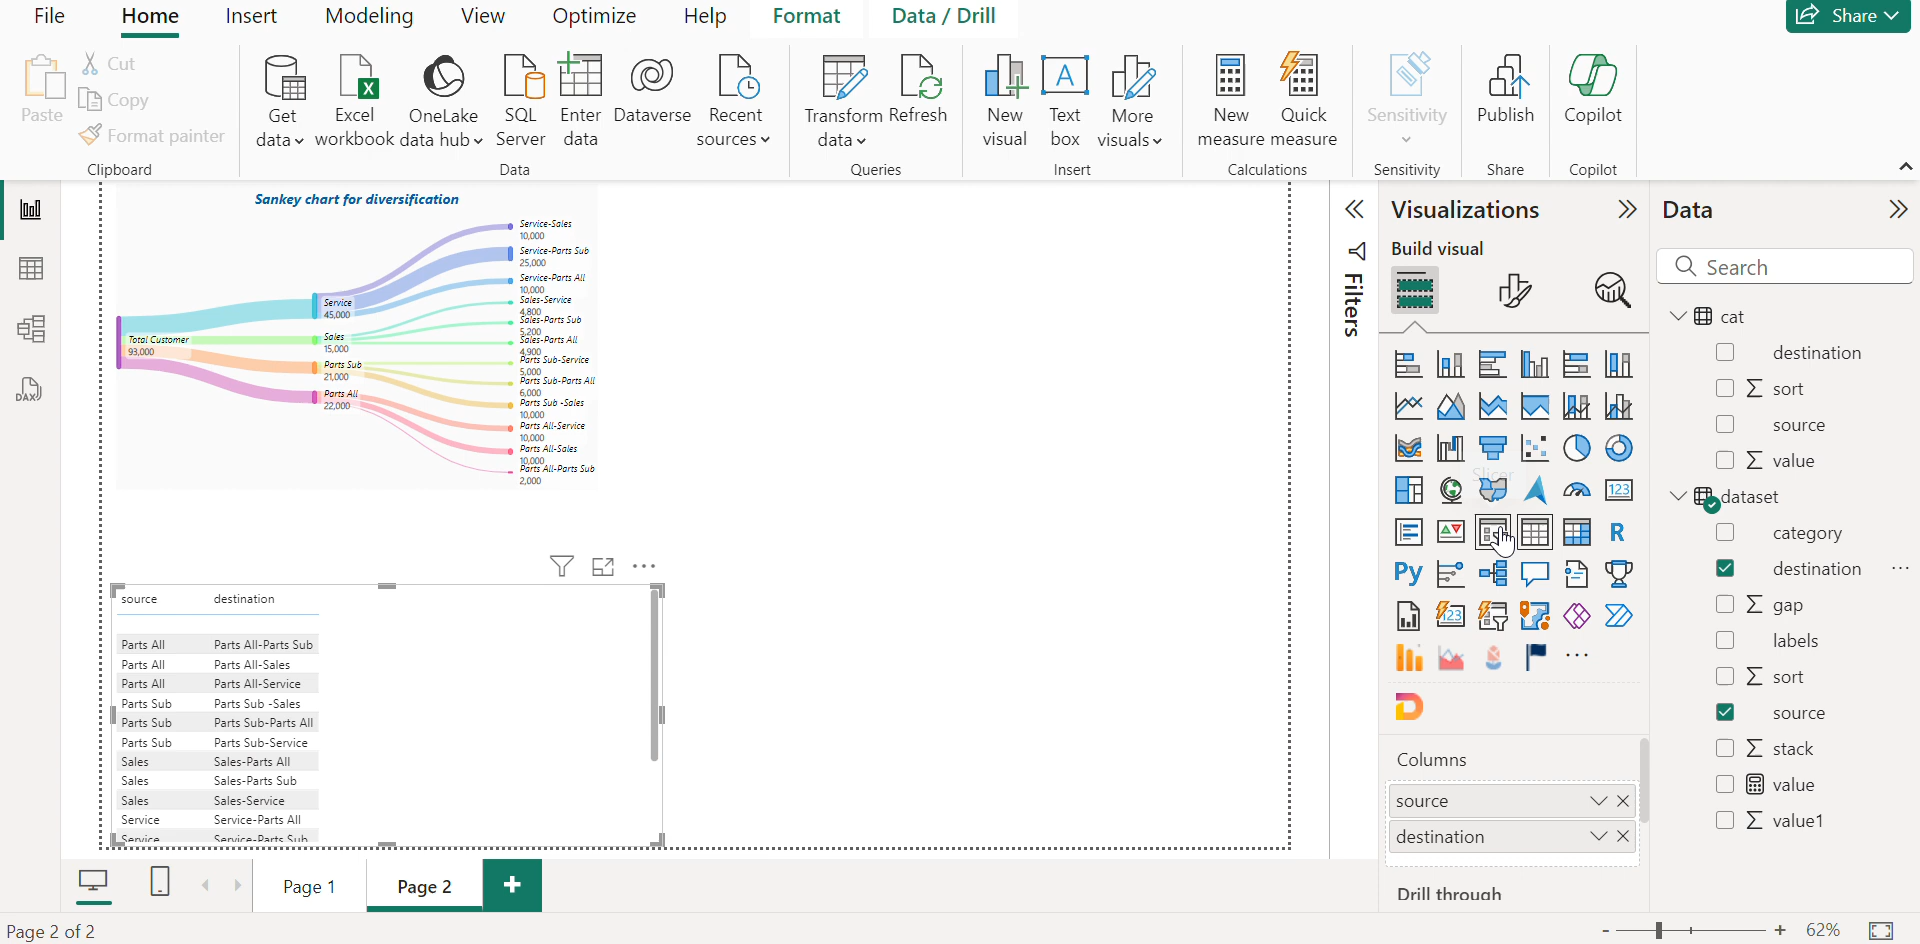 File Home Insert Modeling View Optimize Help Format Data / Drill Share
Paste
Cut
Copy
Format painter
Clipboard
Get data
Excel workbook
OneLake data hub
SQL Server
Enter data
Dataverse
Recent sources
Data
Transform data
Refresh
Queries
New visual
Text box
More visuals
Insert
New measure
Quick measure
Calculations
Sensitivity
Sensitivity
Publish
Share
Copilot
Copilot
Sankey chart for diversification
Total Customer
93,000
Service
45,000
Sales
15,000
Parts Sub
21,000
Parts All
22,000
Service-Sales
10,000
Service-Parts Sub
25,000
Service-Parts All
10,000
Sales-Service
4,800
Sales-Parts Sub
5,200
Sales-Parts All
4,900
Parts Sub-Service
5,000
Parts Sub-Parts All
6,000
Parts Sub -Sales
10,000
Parts All-Service
10,000
Parts All-Sales
10,000
Parts All-Parts Sub
2,000
source destination
Parts All Parts All-Parts Sub
Parts All Parts All-Sales
Parts All Parts All-Service
Parts Sub Parts Sub -Sales
Parts Sub Parts Sub-Parts All
Parts Sub Parts Sub-Service
Sales Sales-Parts All
Sales Sales-Parts Sub
Sales Sales-Service
Service Service-Parts All
Service Service-Parts Sub
Filters
Visualizations
Build visual
Slicer
123
R
Py
123
Columns
source
destination
Drill through
Data
Search
cat
destination
sort
source
value
dataset
category
destination
gap
labels
sort
source
stack
value
value1
DAX
Page 1
Page 2
Page 2 of 2
62%